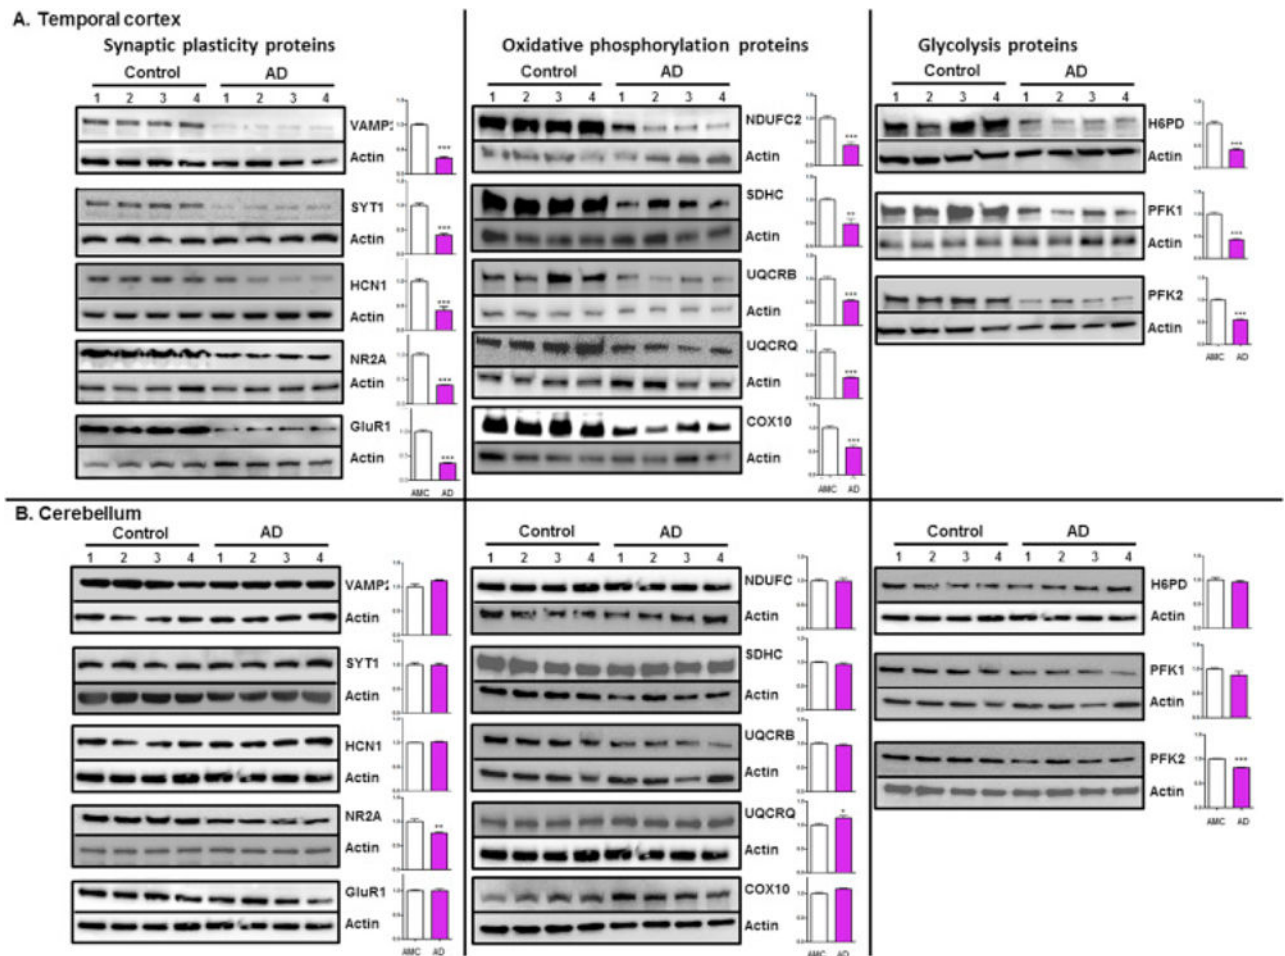 A. Temporal cortex
Synaptic plasticity proteins
Control AD
1 2 3 4 1 2 3 4
VAMP2
Actin
***
SYT1
Actin
***
HCN1
Actin
***
NR2A
Actin
***
GluR1
Actin
***
AMC AD
Oxidative phosphorylation proteins
Control AD
1 2 3 4 1 2 3 4
NDUFC2
Actin
***
SDHC
Actin
**
UQCRB
Actin
***
UQCRQ
Actin
***
COX10
Actin
***
AMC AD
Glycolysis proteins
Control AD
1 2 3 4 1 2 3 4
H6PD
Actin
***
PFK1
Actin
***
PFK2
Actin
***
AMC AD
B. Cerebellum
Control AD
1 2 3 4 1 2 3 4
VAMP2
Actin
SYT1
Actin
HCN1
Actin
NR2A
Actin
**
GluR1
Actin
AMC AD
Control AD
1 2 3 4 1 2 3 4
NDUFC
Actin
SDHC
Actin
UQCRB
Actin
UQCRQ
Actin
*
COX10
Actin
AMC AD
Control AD
1 2 3 4 1 2 3 4
H6PD
Actin
PFK1
Actin
PFK2
Actin
***
AMC AD